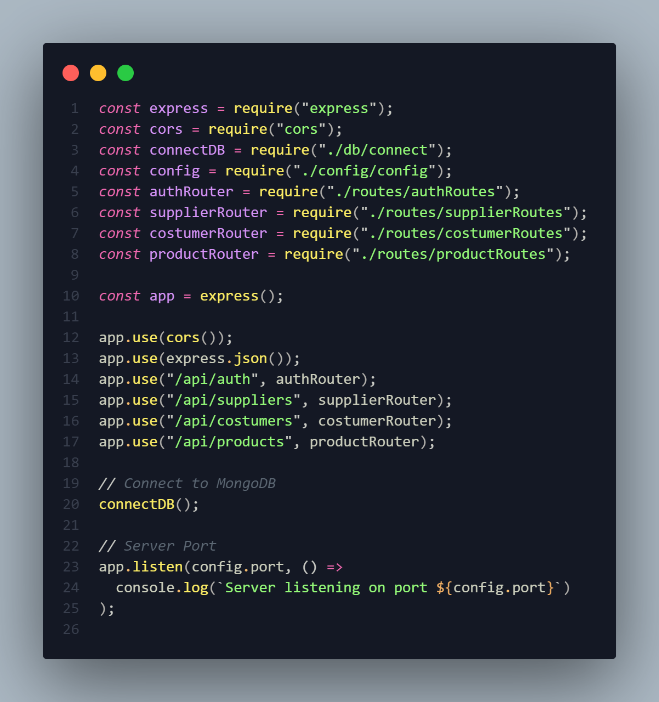 1 const express = require("express");
2 const cors = require("cors");
3 const connectDB = require("./db/connect");
4 const config = require("./config/config");
5 const authRouter = require("./routes/authRoutes");
6 const supplierRouter = require("./routes/supplierRoutes");
7 const costumerRouter = require("./routes/costumerRoutes");
8 const productRouter = require("./routes/productRoutes");
9
10 const app = express();
11
12 app.use(cors());
13 app.use(express.json());
14 app.use("/api/auth", authRouter);
15 app.use("/api/suppliers", supplierRouter);
16 app.use("/api/costumers", costumerRouter);
17 app.use("/api/products", productRouter);
18
19 // Connect to MongoDB
20 connectDB();
21
22 // Server Port
23 app.listen(config.port, () =>
24   console.log(`Server listening on port ${config.port}`)
25 );
26